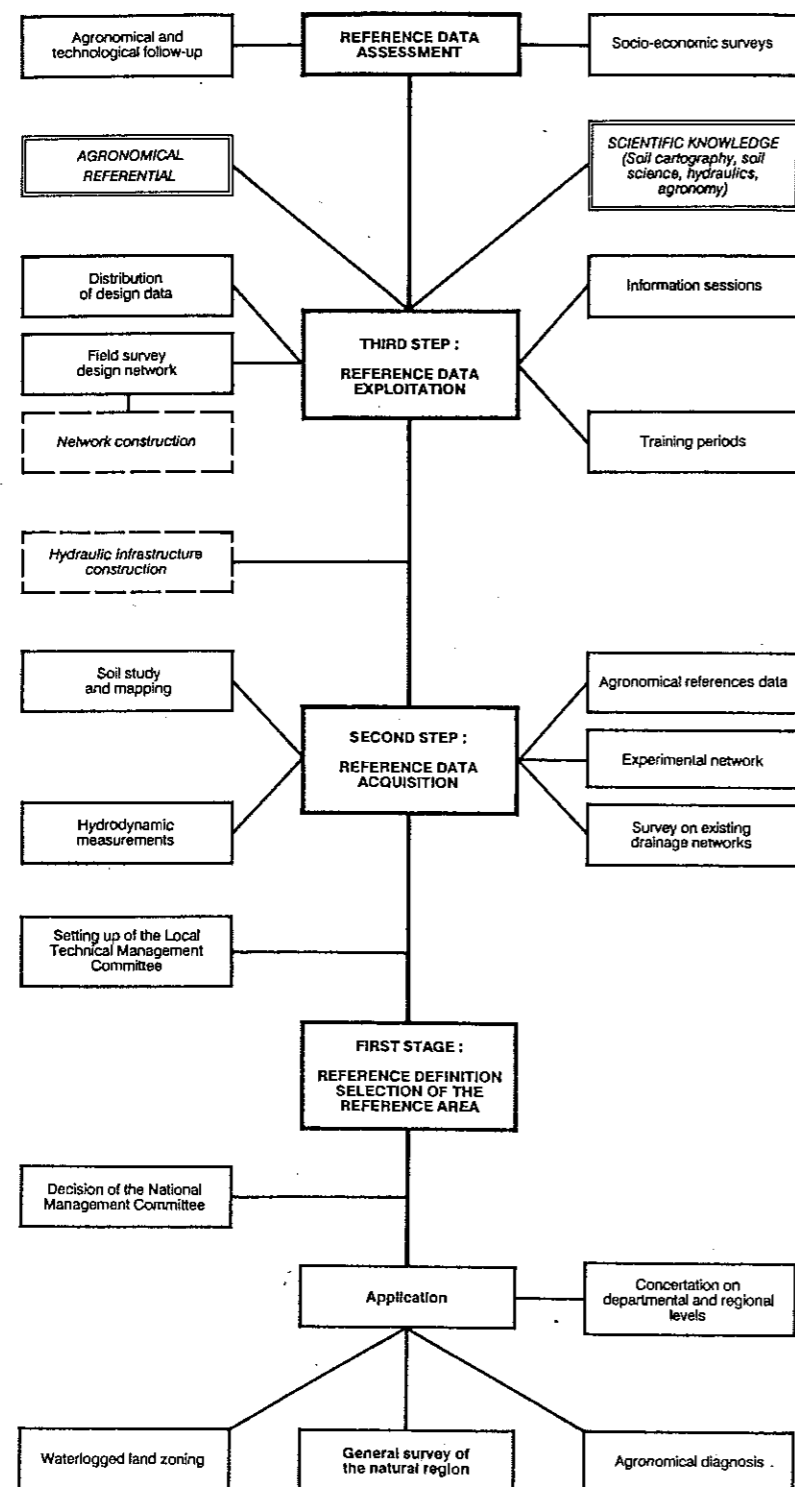 Agronomical and
technological follow-up
REFERENCE DATA
ASSESSMENT
Socio-economic surveys
AGRONOMICAL
REFERENTIAL
SCIENTIFIC KNOWLEDGE
(Soil cartography, soil
science, hydraulics,
agronomy)
Distribution
of design data
Information sessions
Field survey
design network
THIRD STEP :
REFERENCE DATA
EXPLOITATION
Network construction
Training periods
Hydraulic infrastructure
construction
Soil study
and mapping
Agronomical references data
SECOND STEP :
REFERENCE DATA
ACQUISITION
Experimental network
Hydrodynamic
measurements
Survey on existing
drainage networks
Setting up of the Local
Technical Management
Committee
FIRST STAGE :
REFERENCE DEFINITION
SELECTION OF THE
REFERENCE AREA
Decision of the National
Management Committee
Application
Concertation on
departmental and regional
levels
Waterlogged land zoning
General survey of
the natural region
Agronomical diagnosis .